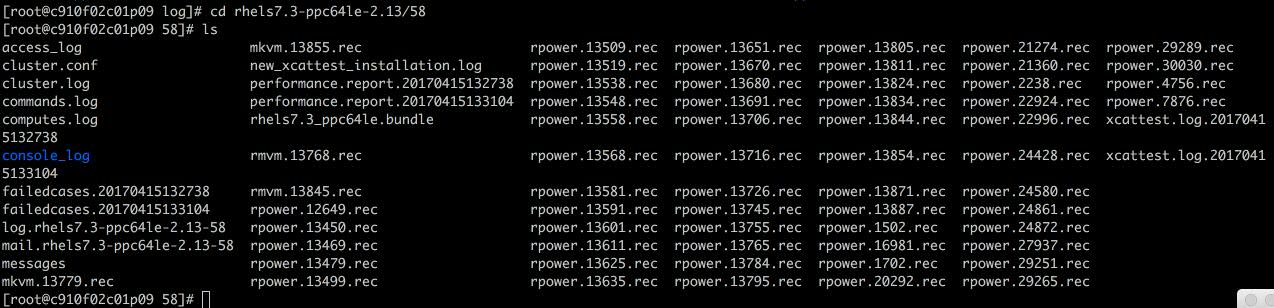 [root@c910f02c01p09 log]# cd rhels7.3-ppc64le-2.13/58
[root@c910f02c01p09 58]# ls
access_log mkvm.13855.rec rpower.13509.rec rpower.13651.rec rpower.13805.rec rpower.21274.rec rpower.29289.rec
cluster.conf new_xcattest_installation.log rpower.13519.rec rpower.13670.rec rpower.13811.rec rpower.21360.rec rpower.30030.rec
cluster.log performance.report.20170415132738 rpower.13538.rec rpower.13680.rec rpower.13824.rec rpower.2238.rec rpower.4756.rec
commands.log performance.report.20170415133104 rpower.13548.rec rpower.13691.rec rpower.13834.rec rpower.22924.rec rpower.7876.rec
computes.log rhels7.3_ppc64le.bundle rpower.13558.rec rpower.13706.rec rpower.13844.rec rpower.22996.rec xcattest.log.2017041
5132738
console_log rmvm.13768.rec rpower.13568.rec rpower.13716.rec rpower.13854.rec rpower.24428.rec xcattest.log.2017041
5133104
failedcases.20170415132738 rmvm.13845.rec rpower.13581.rec rpower.13726.rec rpower.13871.rec rpower.24580.rec
failedcases.20170415133104 rpower.12649.rec rpower.13591.rec rpower.13745.rec rpower.13887.rec rpower.24861.rec
log.rhels7.3-ppc64le-2.13-58 rpower.13450.rec rpower.13601.rec rpower.13755.rec rpower.1502.rec rpower.24872.rec
mail.rhels7.3-ppc64le-2.13-58 rpower.13469.rec rpower.13611.rec rpower.13765.rec rpower.16981.rec rpower.27937.rec
messages rpower.13479.rec rpower.13625.rec rpower.13784.rec rpower.1702.rec rpower.29251.rec
mkvm.13779.rec rpower.13499.rec rpower.13635.rec rpower.13795.rec rpower.20292.rec rpower.29265.rec
[root@c910f02c01p09 58]#